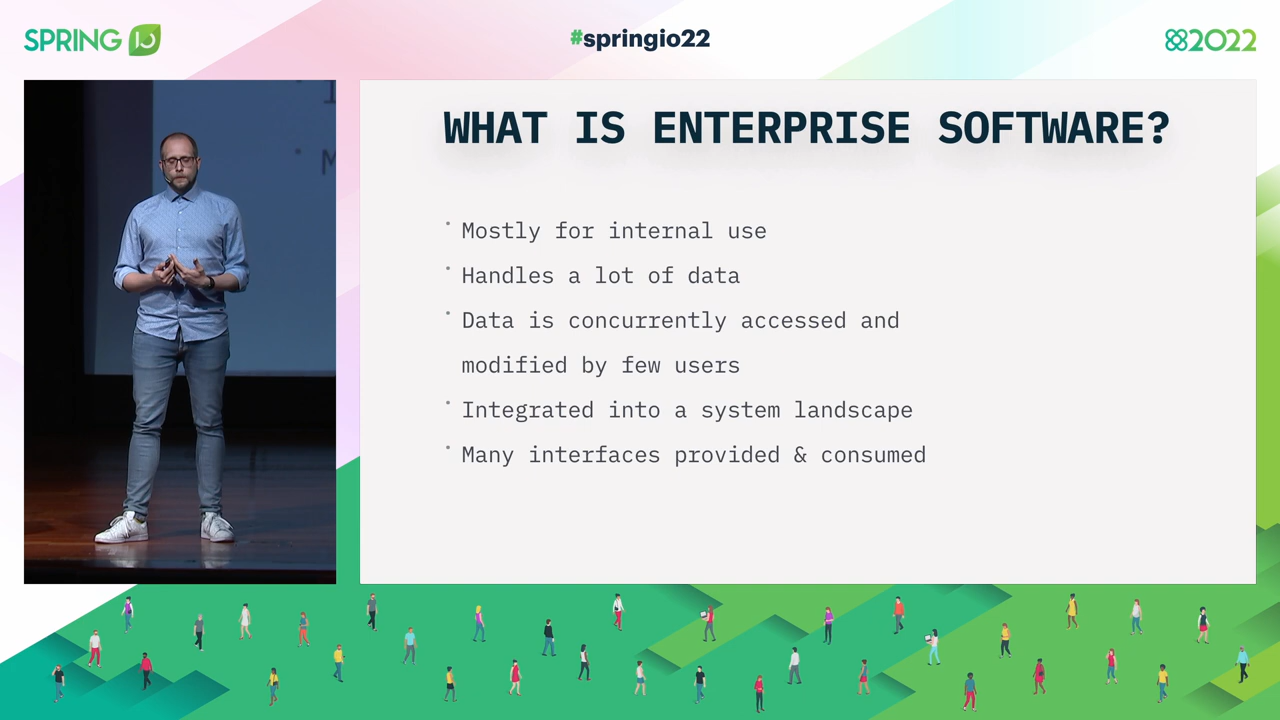 SPRING IO
#springio22
2022
WHAT IS ENTERPRISE SOFTWARE?
Mostly for internal use
Handles a lot of data
Data is concurrently accessed and
modified by few users
Integrated into a system landscape
Many interfaces provided & consumed